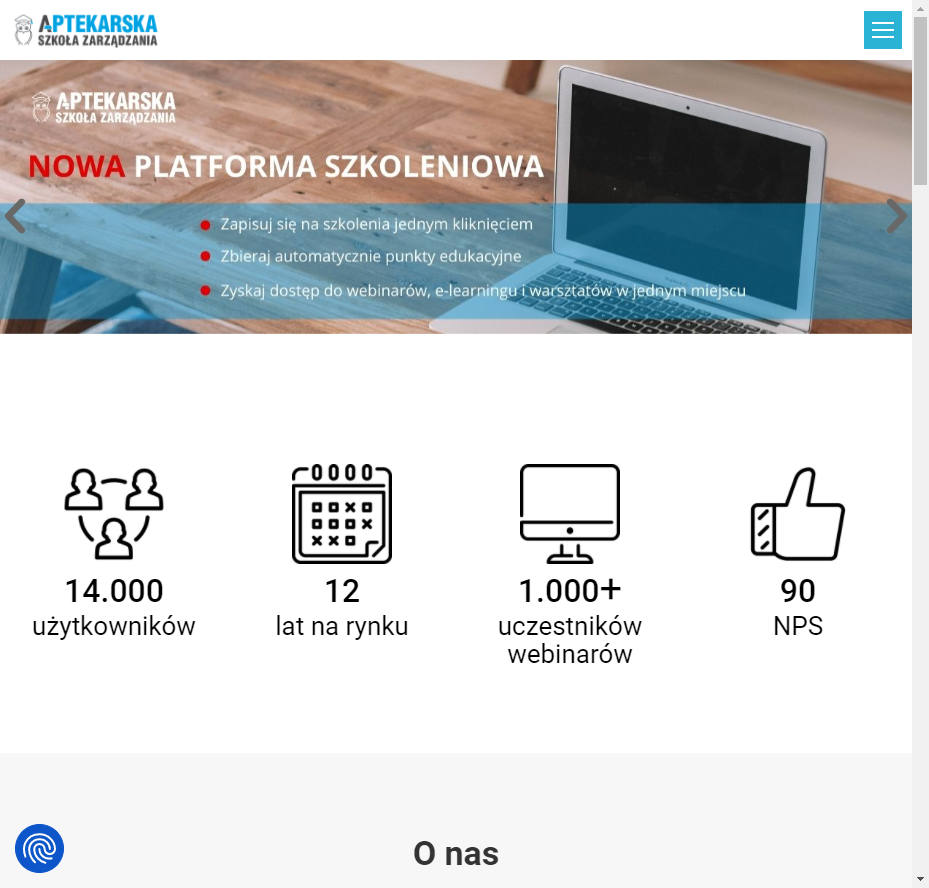 APTEKARSKA
SZKOŁA ZARZĄDZANIA
APTEKARSKA
SZKOŁA ZARZĄDZANIA
NOWA PLATFORMA SZKOLENIOWA
Zapisuj się na szkolenia jednym kliknięciem
Zbieraj automatycznie punkty edukacyjne
Zyskaj dostęp do webinarów, e-learningu i warsztatów w jednym miejscu
14.000
użytkowników
12
lat na rynku
1.000+
uczestników
webinarów
90
NPS
O nas